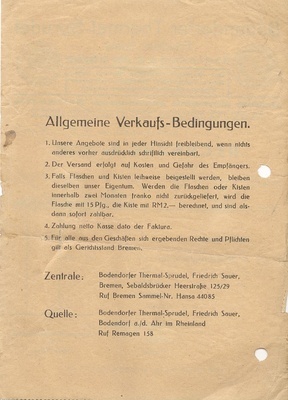 Allgemeine Verkaufs-Bedingungen.
1. Unsere Angebote sind in jeder Hinsicht freibleibend, wenn nichts
anderes vorher ausdrücklich schriftlich vereinbart.
2. Der Versand erfolgt auf Kosten und Gefahr des Empfängers.
3. Falls Flaschen und Kisten leihweise beigestellt werden, bleiben
dieselben unser Eigentum. Werden die Flaschen oder Kisten
innerhalb zwei Monaten franko nicht zurückgeliefert, wird die
Flasche mit 15 Pfg., die Kiste mit RM 2.— berechnet, und sind als-
dann sofort zahlbar.
4. Zahlung netto Kasse dato der Faktura.
5. Für alle aus den Geschäften sich ergebenden Rechte und Pflichten
gilt als Gerichtsstand Bremen.
Zentrale: Bodendorfer Thermal-Sprudel, Friedrich Sauer,
Bremen, Sebaldsbrücker Heerstraße 125/29
Ruf Bremen Sammel-Nr. Hansa 44085
Quelle: Bodendorfer Thermal-Sprudel, Friedrich Sauer,
Bodendorf a./d. Ahr im Rheinland
Ruf Remagen 158